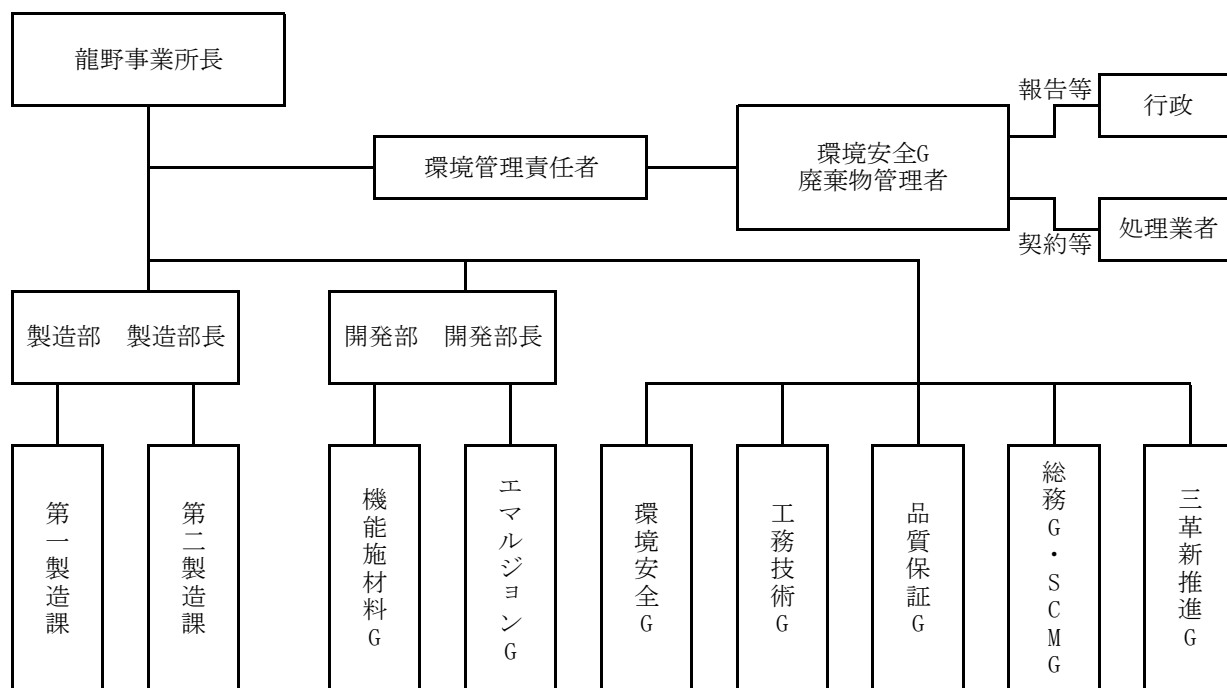 龍野事業所長
報告等
行政
環境管理責任者
環境安全G
廃棄物管理者
処理業者
契約等
製造部　製造部長
開発部　開発部長
第一製造課
第二製造課
機能施材料G
エマルジョンG
環境安全G
工務技術G
品質保証G
総務G・SCMG
三革新推進G